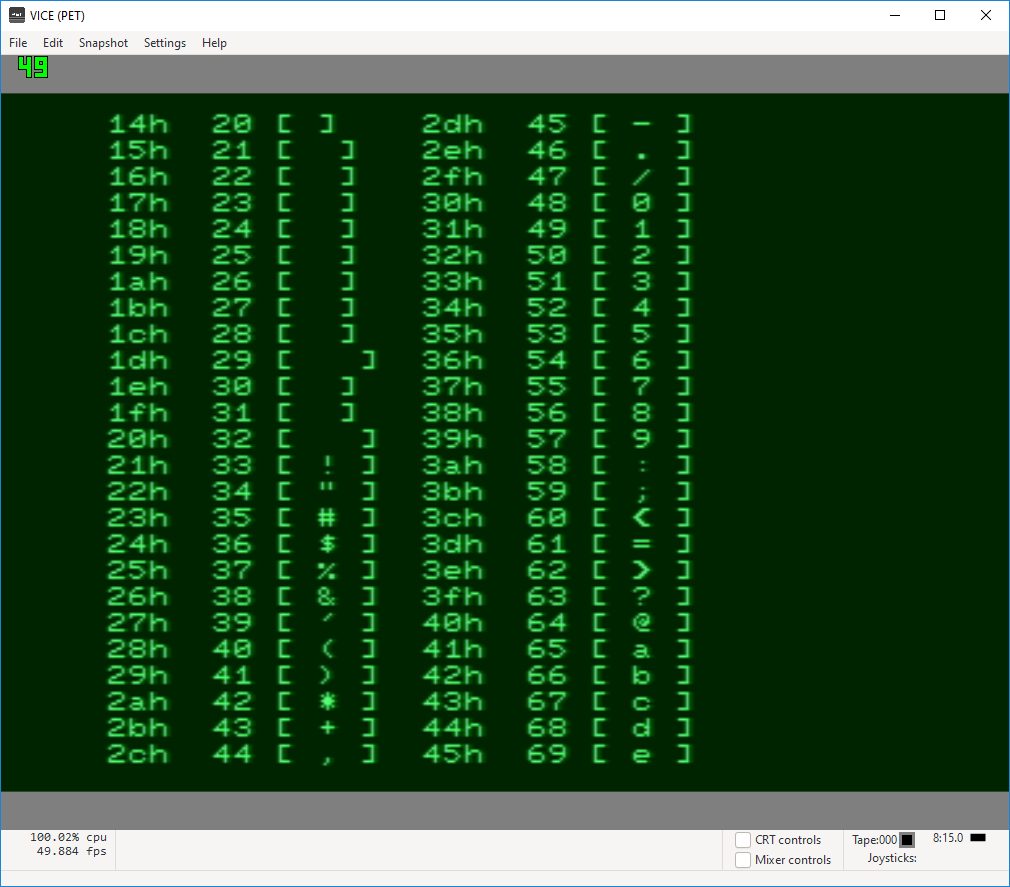 VICE (PET)
File Edit Snapshot Settings Help
49
14h 20 [ ] 2dh 45 [ - ]
15h 21 [ ] 2eh 46 [ . ]
16h 22 [ ] 2fh 47 [ / ]
17h 23 [ ] 30h 48 [ 0 ]
18h 24 [ ] 31h 49 [ 1 ]
19h 25 [ ] 32h 50 [ 2 ]
1ah 26 [ ] 33h 51 [ 3 ]
1bh 27 [ ] 34h 52 [ 4 ]
1ch 28 [ ] 35h 53 [ 5 ]
1dh 29 [ ] 36h 54 [ 6 ]
1eh 30 [ ] 37h 55 [ 7 ]
1fh 31 [ ] 38h 56 [ 8 ]
20h 32 [ ] 39h 57 [ 9 ]
21h 33 [ ! ] 3ah 58 [ : ]
22h 34 [ " ] 3bh 59 [ ; ]
23h 35 [ # ] 3ch 60 [ < ]
24h 36 [ $ ] 3dh 61 [ = ]
25h 37 [ % ] 3eh 62 [ > ]
26h 38 [ & ] 3fh 63 [ ? ]
27h 39 [ ' ] 40h 64 [ @ ]
28h 40 [ ( ] 41h 65 [ a ]
29h 41 [ ) ] 42h 66 [ b ]
2ah 42 [ * ] 43h 67 [ c ]
2bh 43 [ + ] 44h 68 [ d ]
2ch 44 [ , ] 45h 69 [ e ]
100.02% cpu
49.884 fps
CRT controls
Mixer controls
Tape:000
8:15.0
Joysticks: